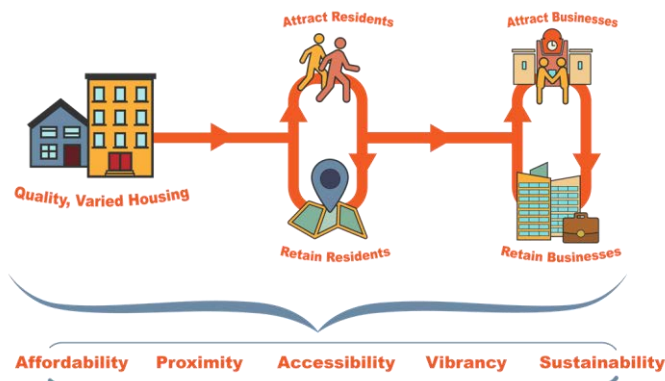 Attract Residents
Attract Businesses
Quality, Varied Housing
Retain Residents
Retain Businesses
Affordability Proximity Accessibility Vibrancy Sustainability